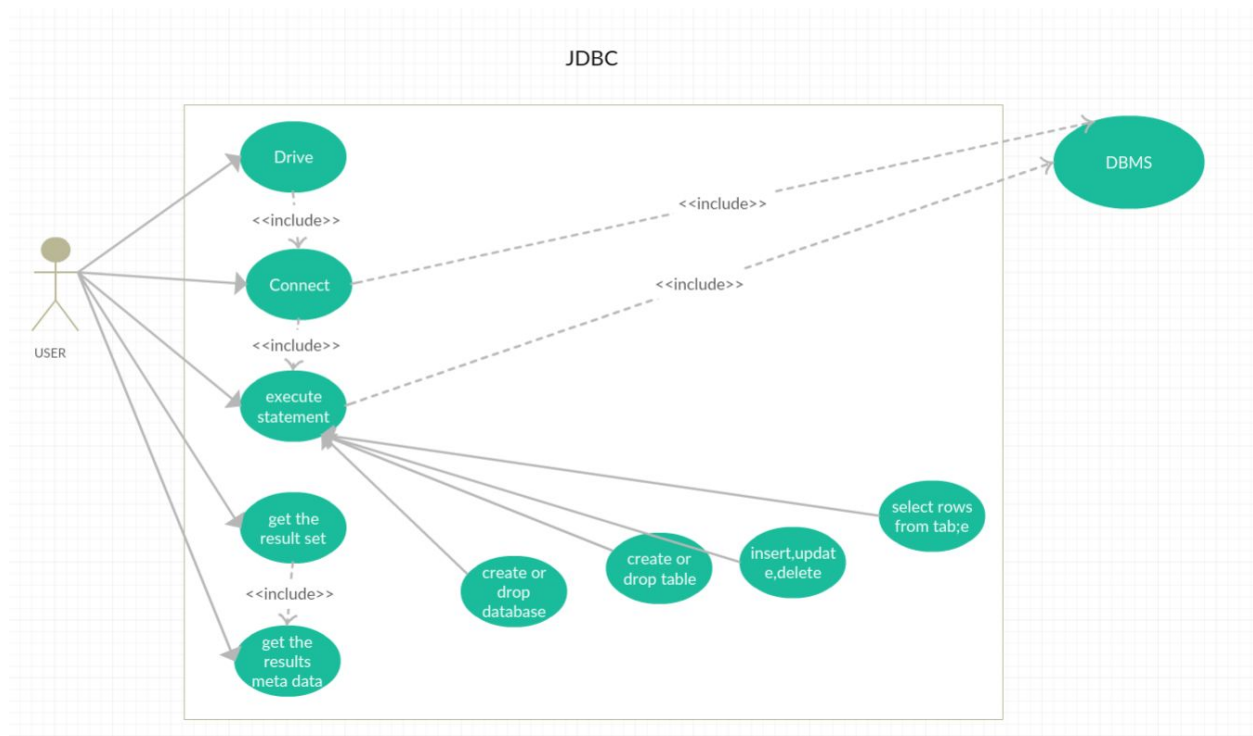 JDBC
Drive
DBMS
<<include>>
<<include>>
Connect
<<include>>
<<include>>
USER
execute
statement
select rows
from tab;e
get the
result set
insert,updat
e,delete
create or
drop table
create or
drop
database
<<include>>
get the
results
meta data